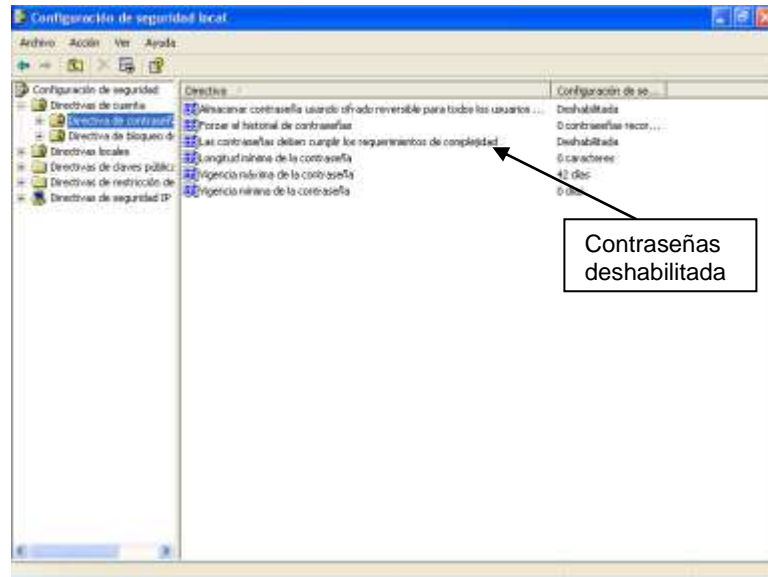 Configuración de seguridad local
Archivo Acción Ver Ayuda
Configuración de seguridad
Directivas de cuenta
Directiva de contraseñ
Directiva de bloqueo d
Directivas locales
Directivas de claves públic
Directivas de restricción de
Directivas de seguridad IP
Directiva Configuración de se...
Almacenar contraseña usando cifrado reversible para todos los usuarios ... Deshabilitada
Forzar el historial de contraseñas 0 contraseñas recor...
Las contraseñas deben cumplir los requerimientos de complejidad Deshabilitada
Longitud mínima de la contraseña 0 caracteres
Vigencia máxima de la contraseña 42 días
Vigencia mínima de la contraseña 0 días
Contraseñas
deshabilitada